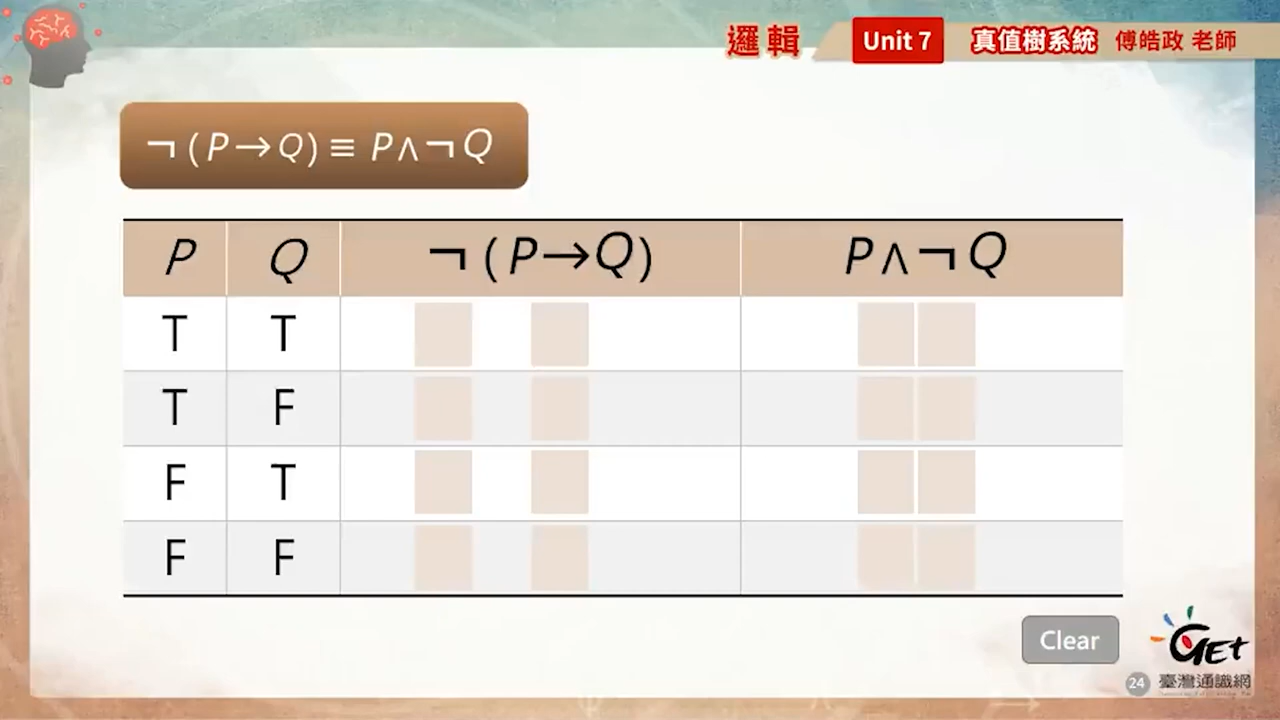 邏輯 Unit 7 真值樹系統 傅皓政 老師
¬(P→Q)≡P∧¬Q
P Q ¬(P→Q) P∧¬Q
T T
T F
F T
F F
Clear
GEt
24 臺灣通識網